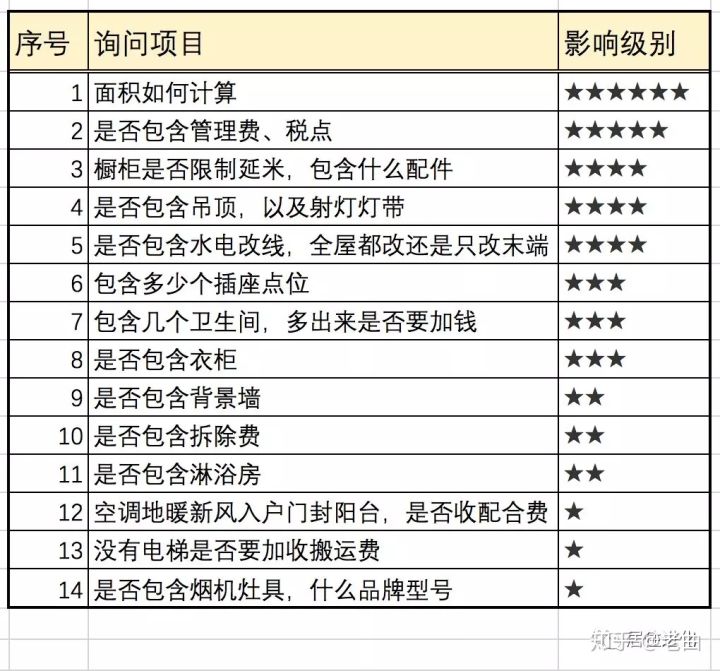 序号 询问项目 影响级别
1 面积如何计算 ★★★★★★
2 是否包含管理费、税点 ★★★★★
3 橱柜是否限制延米，包含什么配件 ★★★★
4 是否包含吊顶，以及射灯灯带 ★★★★
5 是否包含水电改线，全屋都改还是只改末端 ★★★★
6 包含多少个插座点位 ★★★
7 包含几个卫生间，多出来是否要加钱 ★★★
8 是否包含衣柜 ★★★
9 是否包含背景墙 ★★
10 是否包含拆除费 ★★
11 是否包含淋浴房 ★★
12 空调地暖新风入户门封阳台，是否收配合费 ★
13 没有电梯是否要加收搬运费 ★
14 是否包含烟机灶具，什么品牌型号 ★
知乎